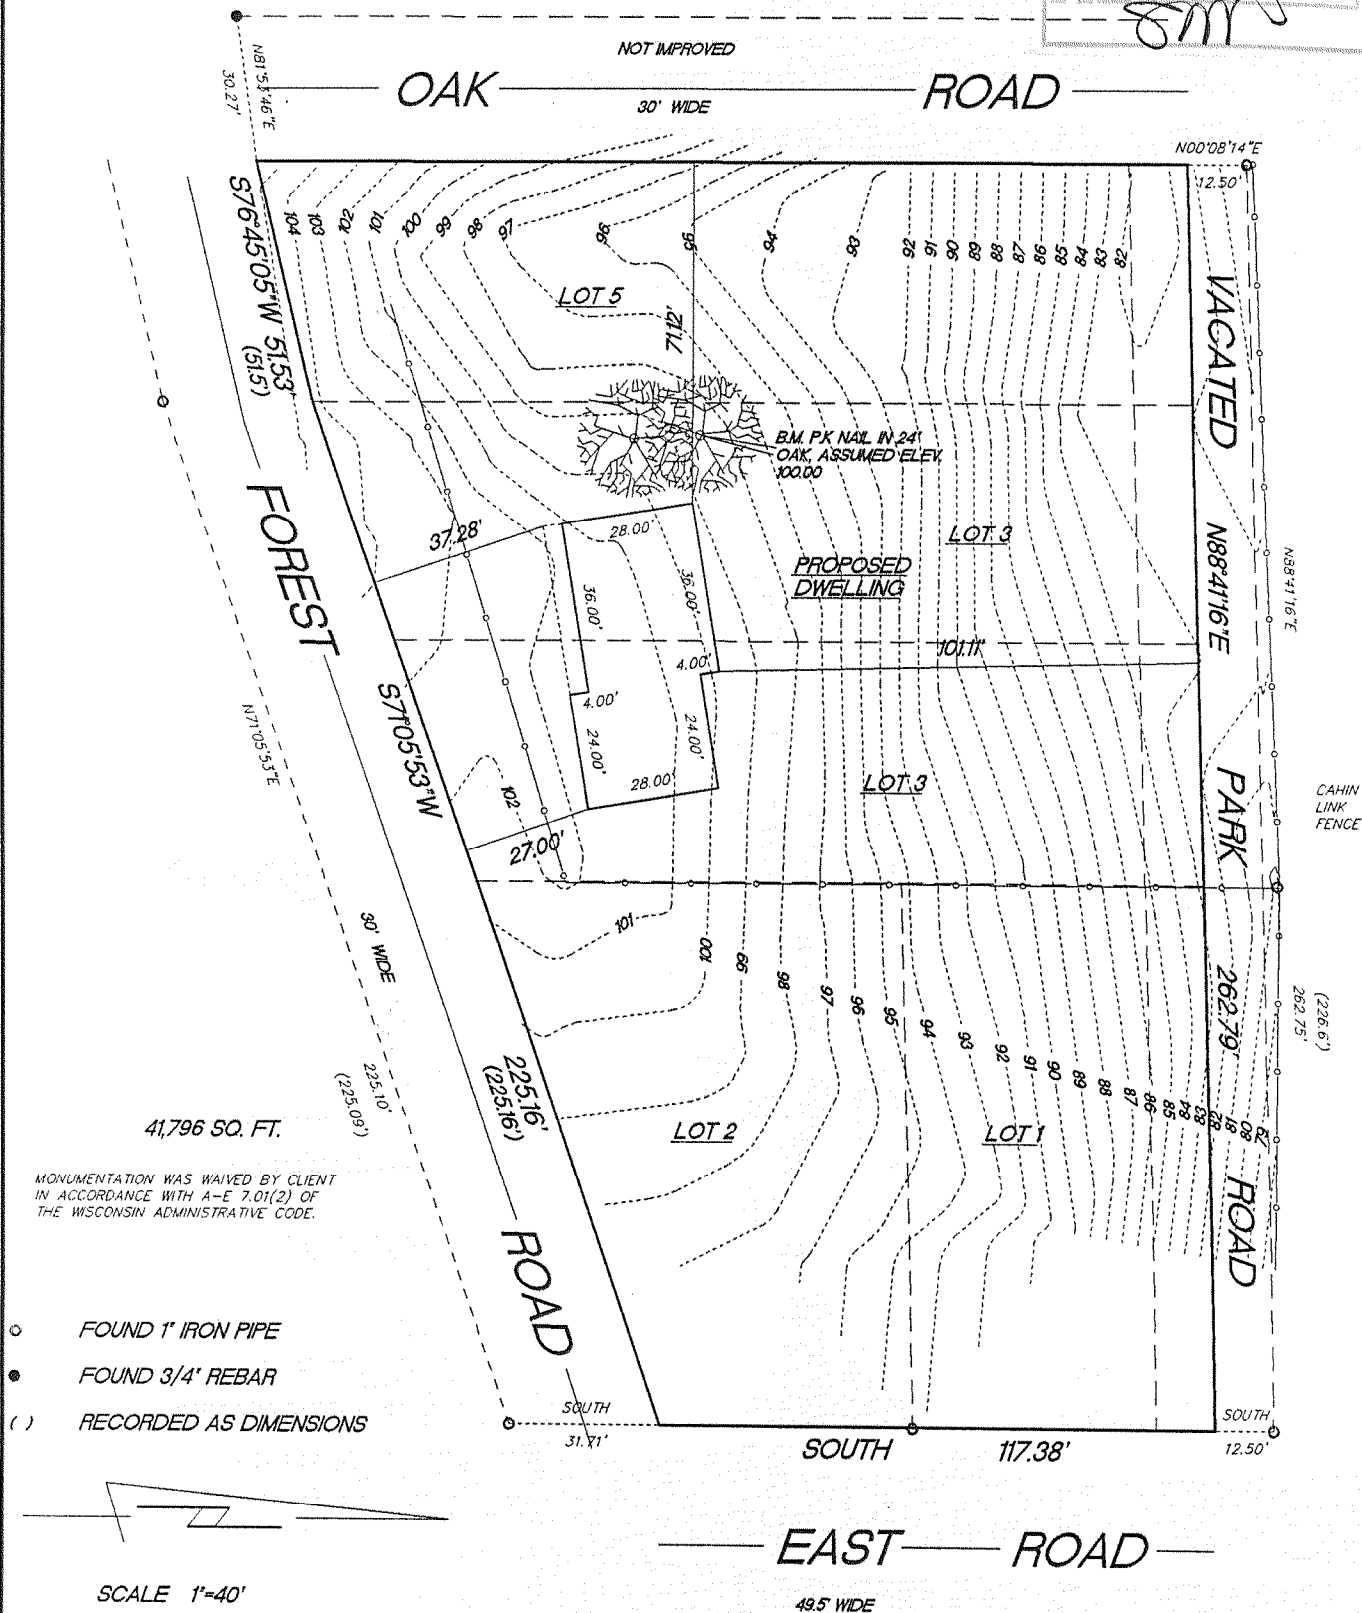 NOT IMPROVED
OAK ROAD
30' WIDE
N81°53'46"E
30.27'
N00°08'14"E
12.50'
S76°45'05"W 51.53'
(51.5')
104
103
102
101
100
99
98
97
96
95
94
93
92
91
90
89
88
87
86
85
84
83
82
LOT 5
71.12'
VACATED PARK ROAD
B.M. P.K NAIL IN 24"
OAK, ASSUMED ELEV.
100.00
FOREST ROAD
37.28'
28.00'
LOT 3
PROPOSED
DWELLING
N88°41'16"E
N88°41'16"E
36.00'
36.00'
101.11'
4.00'
4.00'
S71°05'53"W
N71°05'53"E
24.00'
24.00'
28.00'
LOT 3
102
27.00'
CAHIN
LINK
FENCE
101
100
99
98
97
96
95
94
93
92
91
90
89
88
87
86
85
84
83
82
81
80
79
30' WIDE
262.79'
(226.6')
262.75'
225.16'
(225.16')
225.10'
(225.09')
LOT 2
LOT 1
41,796 SQ. FT.
MONUMENTATION WAS WAIVED BY CLIENT
IN ACCORDANCE WITH A-E 7.01(2) OF
THE WISCONSIN ADMINISTRATIVE CODE.
FOUND 1" IRON PIPE
FOUND 3/4" REBAR
( ) RECORDED AS DIMENSIONS
SOUTH
31.71'
SOUTH 117.38'
SOUTH
12.50'
EAST ROAD
49.5' WIDE
SCALE 1"=40'